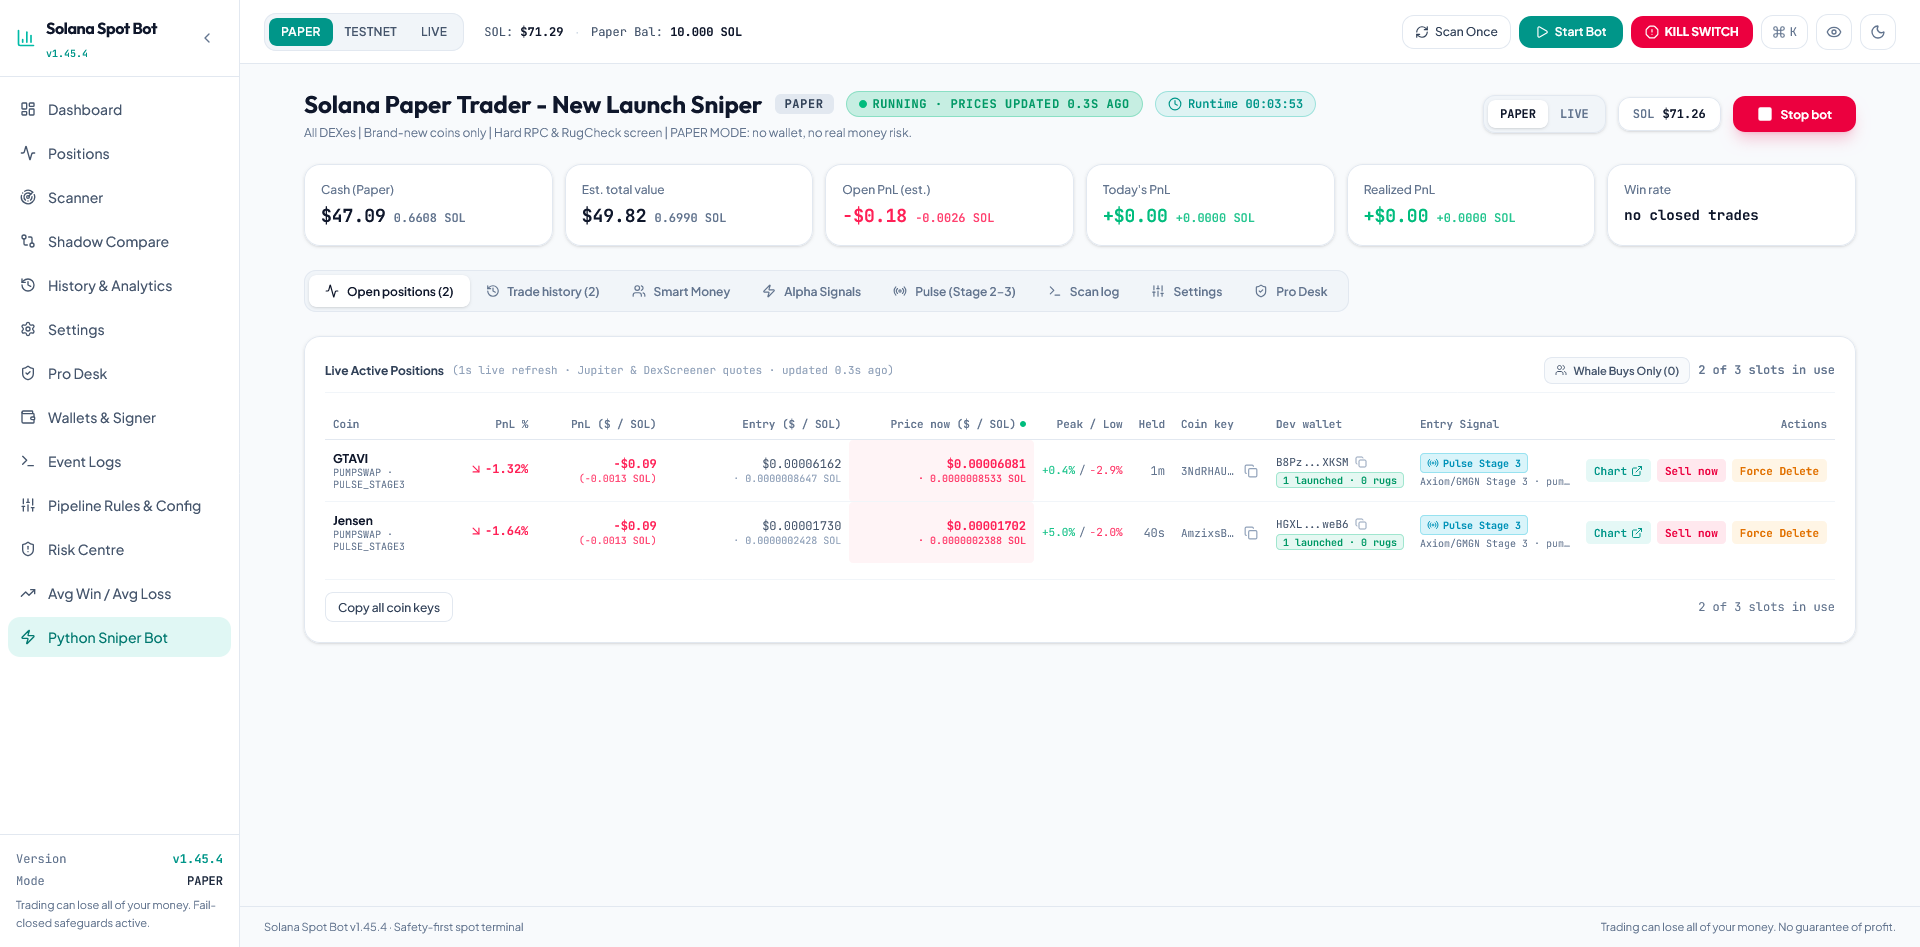 Solana Spot Bot
v1.45.4
Dashboard
Positions
Scanner
Shadow Compare
History & Analytics
Settings
Pro Desk
Wallets & Signer
Event Logs
Pipeline Rules & Config
Risk Centre
Avg Win / Avg Loss
Python Sniper Bot
Version v1.45.4
Mode PAPER
Trading can lose all of your money. Fail-
closed safeguards active.
PAPER TESTNET LIVE SOL: $71.29 · Paper Bal: 10.000 SOL Scan Once Start Bot KILL SWITCH ⌘ K
Solana Paper Trader - New Launch Sniper PAPER RUNNING · PRICES UPDATED 0.3S AGO Runtime 00:03:53
All DEXes | Brand-new coins only | Hard RPC & RugCheck screen | PAPER MODE: no wallet, no real money risk.
PAPER LIVE SOL $71.26 Stop bot
Cash (Paper)
$47.09 0.6608 SOL
Est. total value
$49.82 0.6990 SOL
Open PnL (est.)
-$0.18 -0.0026 SOL
Today's PnL
+$0.00 +0.0000 SOL
Realized PnL
+$0.00 +0.0000 SOL
Win rate
no closed trades
Open positions (2) Trade history (2) Smart Money Alpha Signals Pulse (Stage 2-3) Scan log Settings Pro Desk
Live Active Positions (1s live refresh · Jupiter & DexScreener quotes · updated 0.3s ago) Whale Buys Only (0) 2 of 3 slots in use
Coin PnL % PnL ($ / SOL) Entry ($ / SOL) Price now ($ / SOL) Peak / Low Held Coin key Dev wallet Entry Signal Actions
GTAVI
PUMPSWAP ·
PULSE_STAGE3
-1.32%
-$0.09
(-0.0013 SOL)
$0.00006162
· 0.0000008647 SOL
$0.00006081
· 0.0000008533 SOL
+0.4% / -2.9%
1m
3NdRHAU…
B8Pz...XKSM
1 launched · 0 rugs
Pulse Stage 3
Axiom/GMGN Stage 3 · pum…
Chart Sell now Force Delete
Jensen
PUMPSWAP ·
PULSE_STAGE3
-1.64%
-$0.09
(-0.0013 SOL)
$0.00001730
· 0.0000002428 SOL
$0.00001702
· 0.0000002388 SOL
+5.0% / -2.0%
40s
AmzixsB…
HGXL...weB6
1 launched · 0 rugs
Pulse Stage 3
Axiom/GMGN Stage 3 · pum…
Chart Sell now Force Delete
Copy all coin keys 2 of 3 slots in use
Solana Spot Bot v1.45.4 · Safety-first spot terminal Trading can lose all of your money. No guarantee of profit.